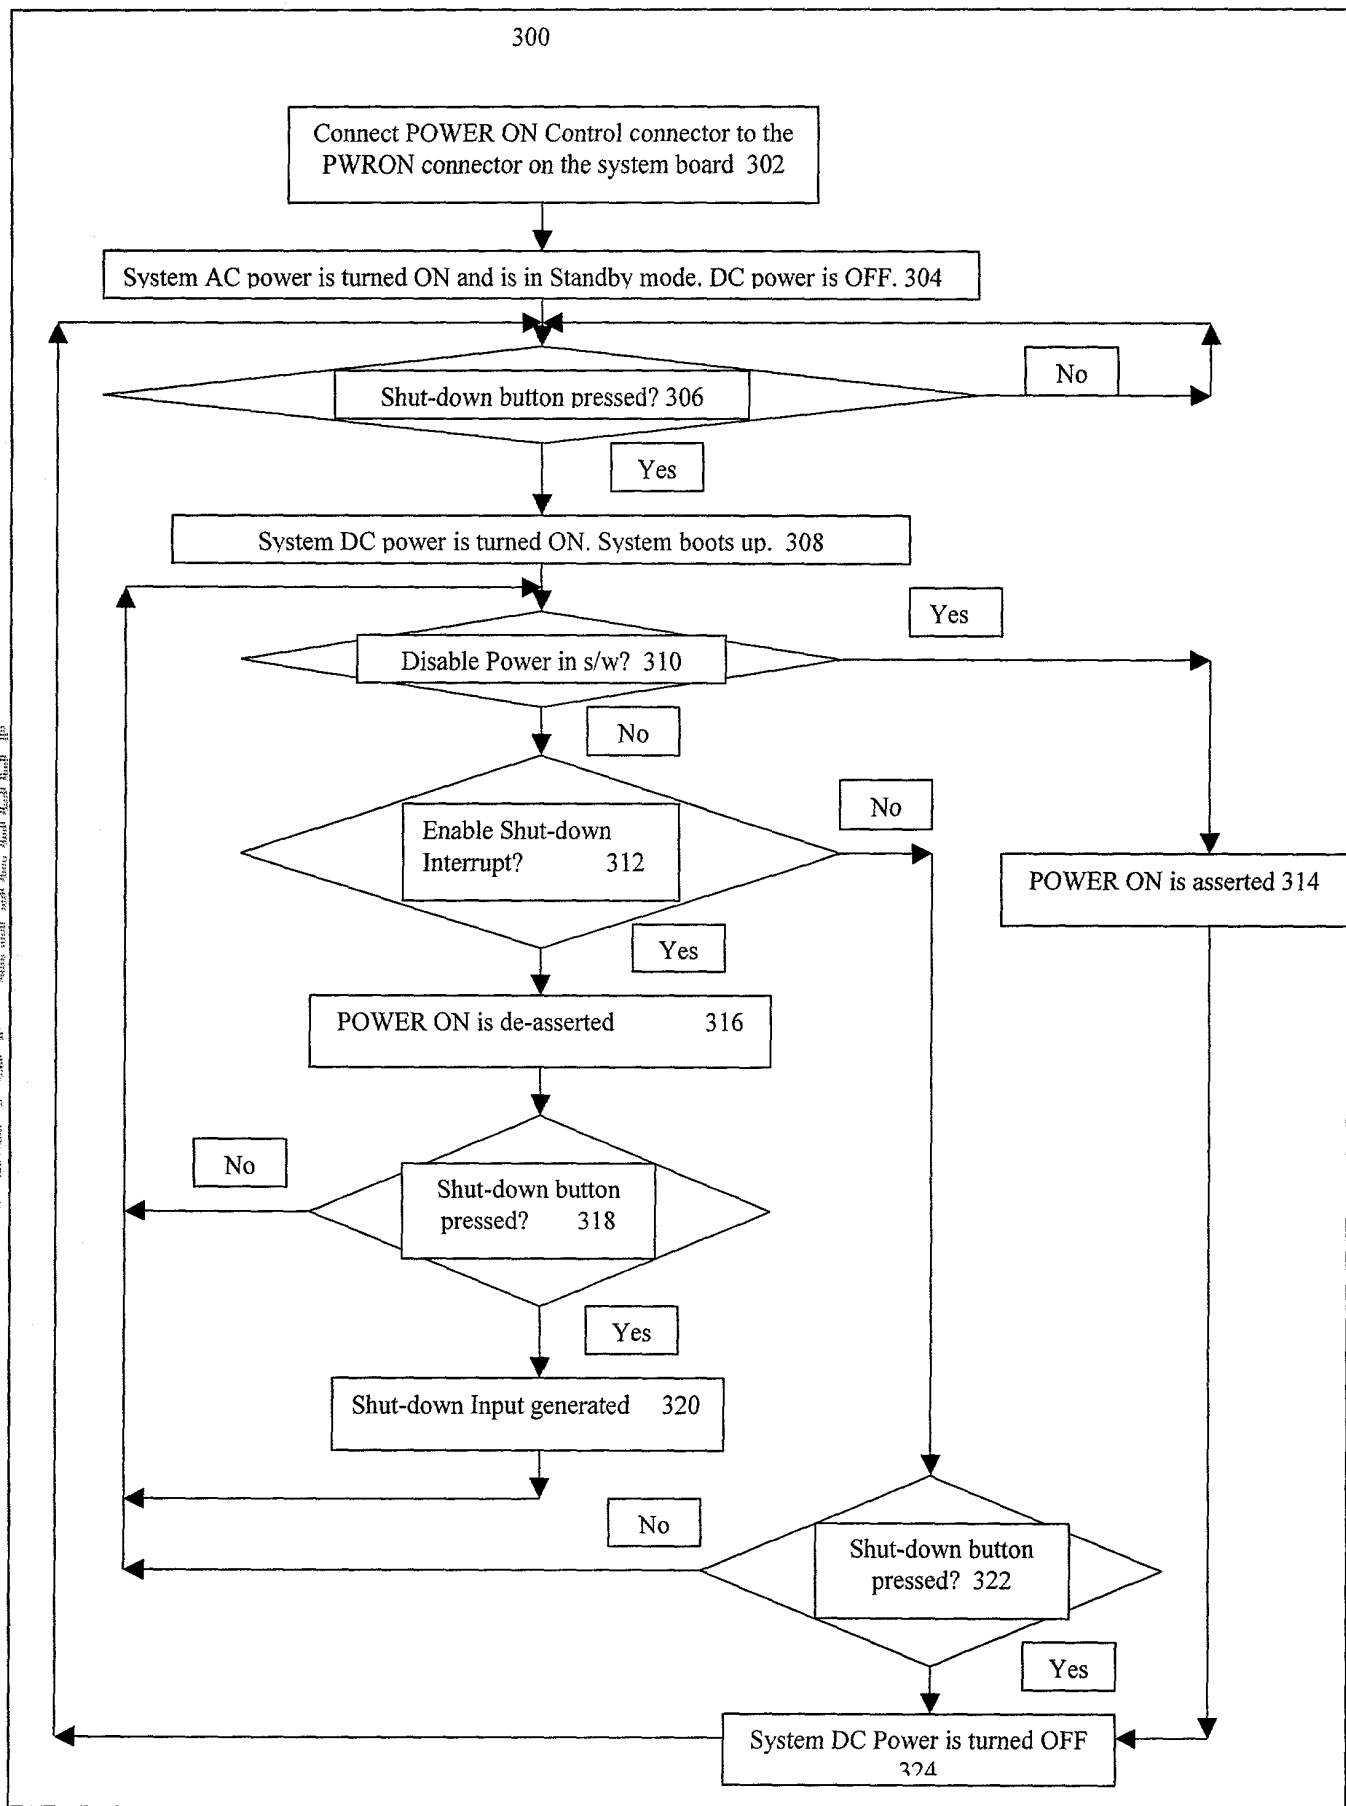 300
Connect POWER ON Control connector to the
PWRON connector on the system board 302
System AC power is turned ON and is in Standby mode. DC power is OFF. 304
No
Shut-down button pressed? 306
Yes
System DC power is turned ON. System boots up. 308
Yes
Disable Power in s/w? 310
No
No
Enable Shut-down
Interrupt? 312
POWER ON is asserted 314
Yes
POWER ON is de-asserted 316
No
Shut-down button
pressed? 318
Yes
Shut-down Input generated 320
No
Shut-down button
pressed? 322
Yes
System DC Power is turned OFF
324